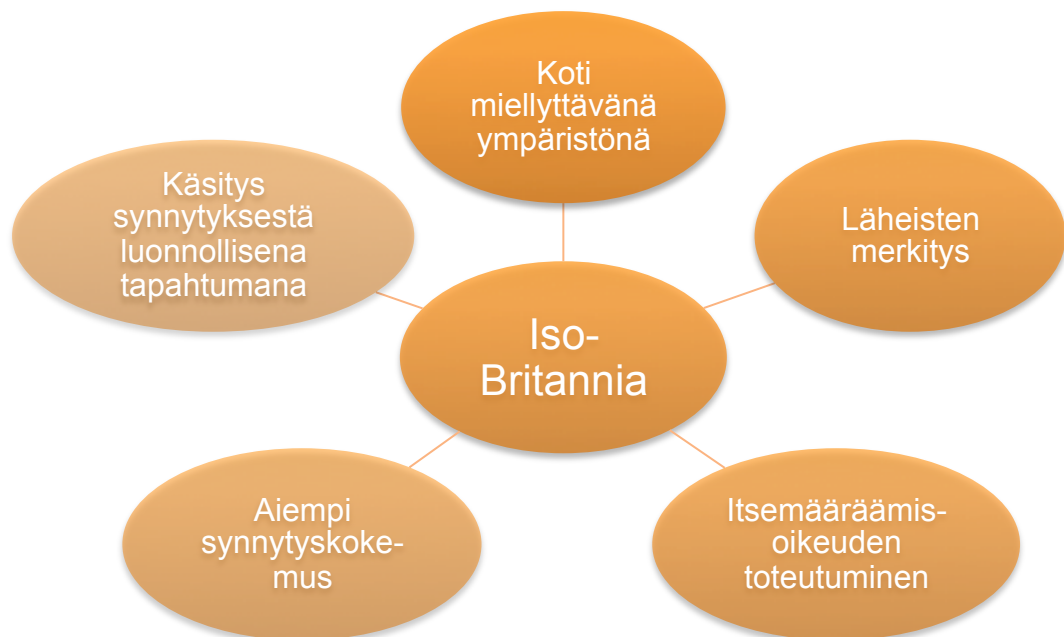 Koti
miellyttävänä
ympäristönä
Käsitys
synnytyksestä
luonnollisena
tapahtumana
Läheisten
merkitys
Iso-
Britannia
Aiempi
synnytyskoke-
mus
Itsemääräämis-
oikeuden
toteutuminen